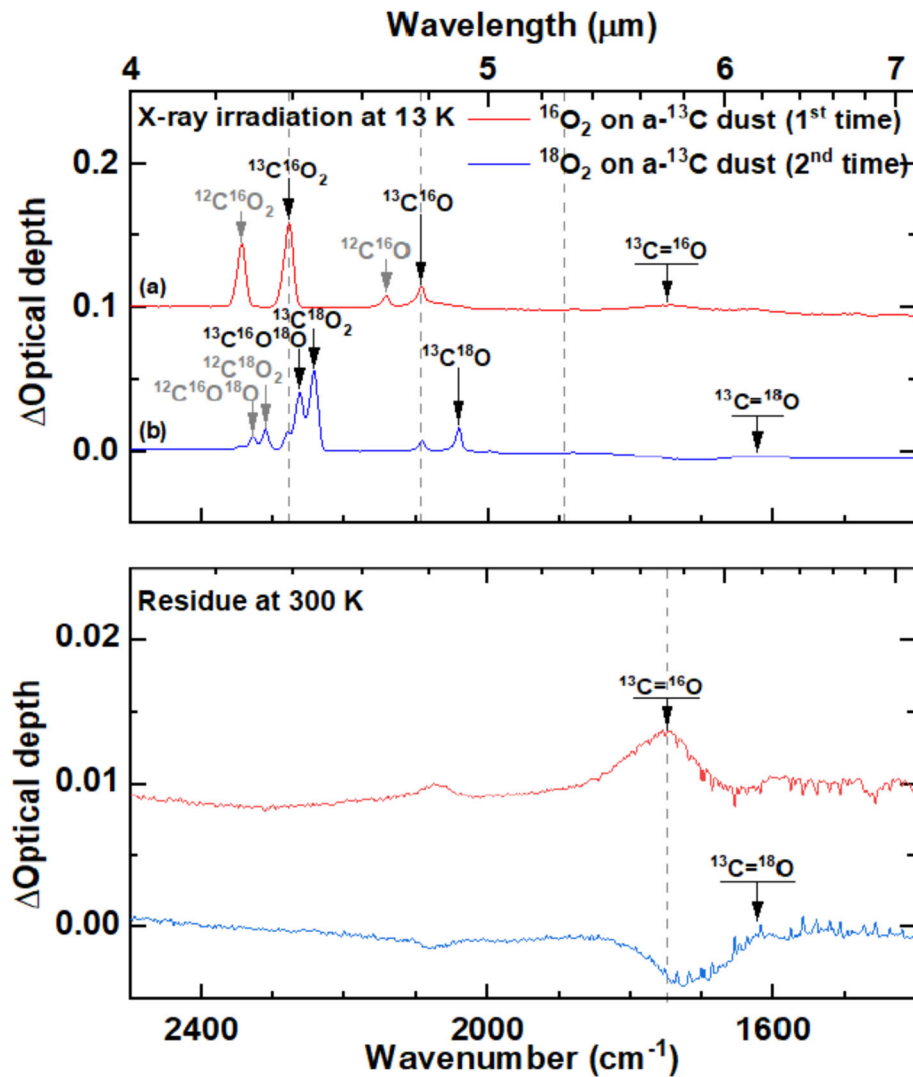 Wavelength (μm)
4 5 6 7
X-ray irradiation at 13 K
¹⁶O₂ on a-¹³C dust (1ˢᵗ time)
¹⁸O₂ on a-¹³C dust (2ⁿᵈ time)
ΔOptical depth
0.2
0.1
0.0
¹³C¹⁶O₂
¹²C¹⁶O₂
¹²C¹⁶O
¹³C¹⁶O
¹³C=¹⁶O
(a)
¹³C¹⁶O¹⁸O
¹³C¹⁸O₂
¹²C¹⁸O₂
¹²C¹⁶O¹⁸O
¹³C¹⁸O
¹³C=¹⁸O
(b)
Residue at 300 K
ΔOptical depth
0.02
0.01
0.00
¹³C=¹⁶O
¹³C=¹⁸O
2400 2000 1600
Wavenumber (cm⁻¹)